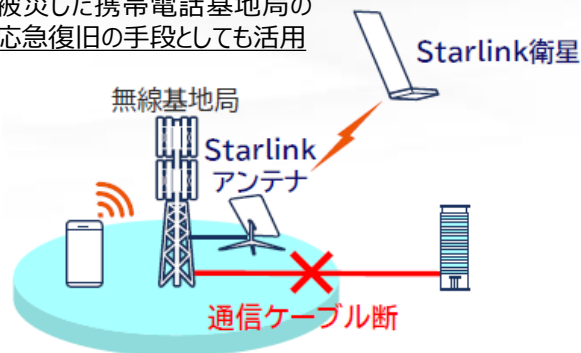 被災した携帯電話基地局の
応急復旧の手段としても活用
Starlink衛星
無線基地局
Starlink
アンテナ
通信ケーブル断